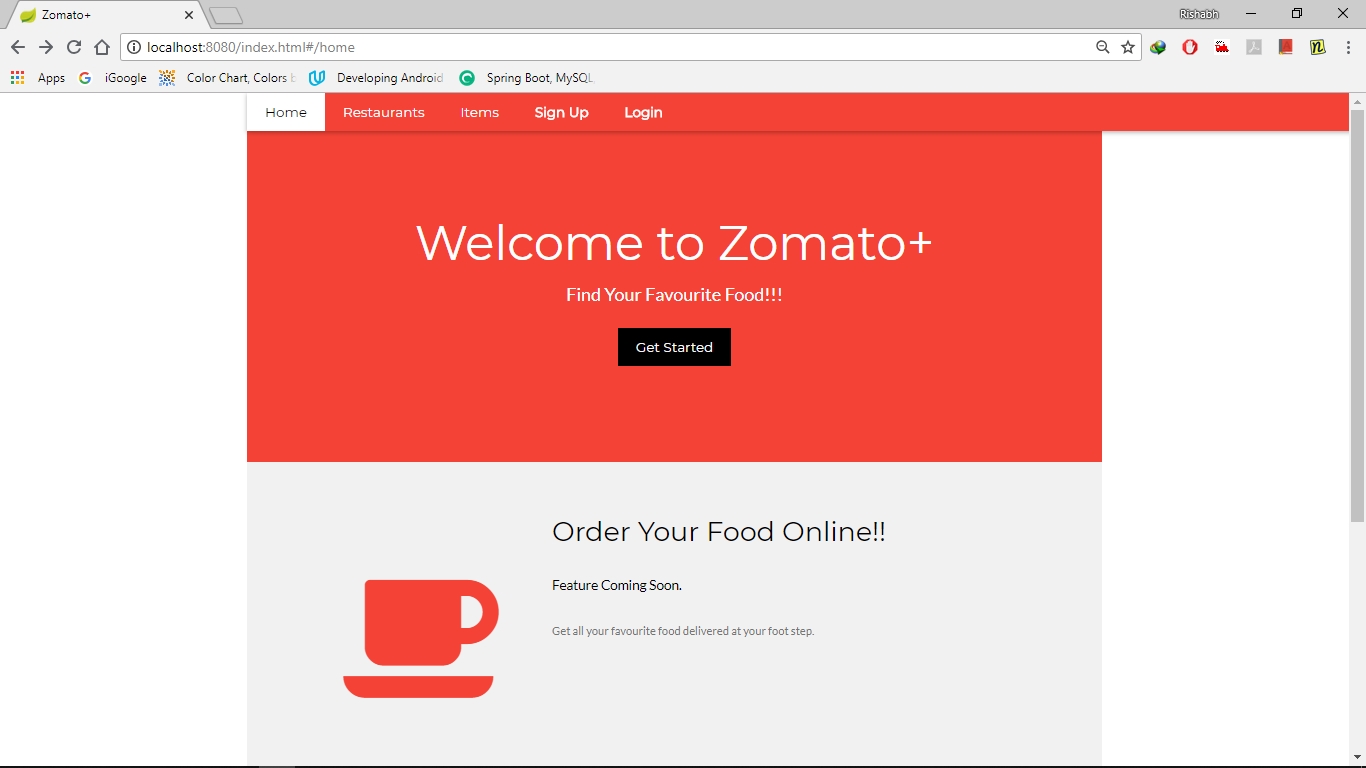 Zomato+
Rishabh
localhost:8080/index.html#/home
Apps iGoogle Color Chart, Colors Developing Android Spring Boot, MySQL,
Home Restaurants Items Sign Up Login
Welcome to Zomato+
Find Your Favourite Food!!!
Get Started
Order Your Food Online!!
Feature Coming Soon.
Get all your favourite food delivered at your foot step.